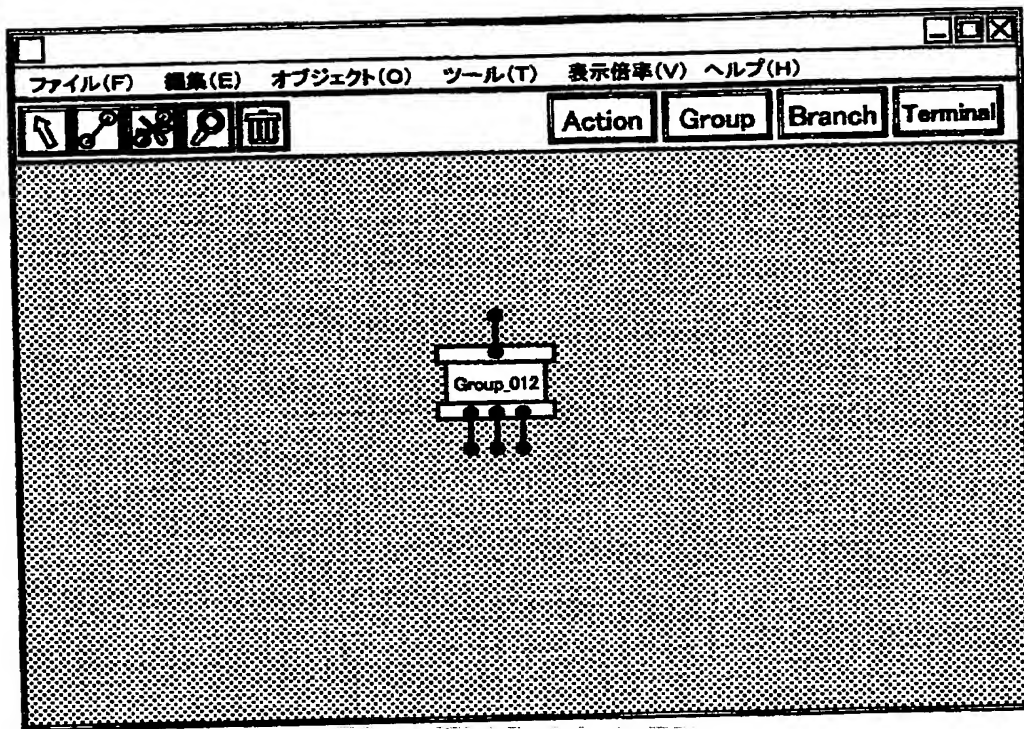 ファイル(F) 編集(E) オブジェクト(O) ツール(T) 表示倍率(V) ヘルプ(H)
Action Group Branch Terminal
Group_012